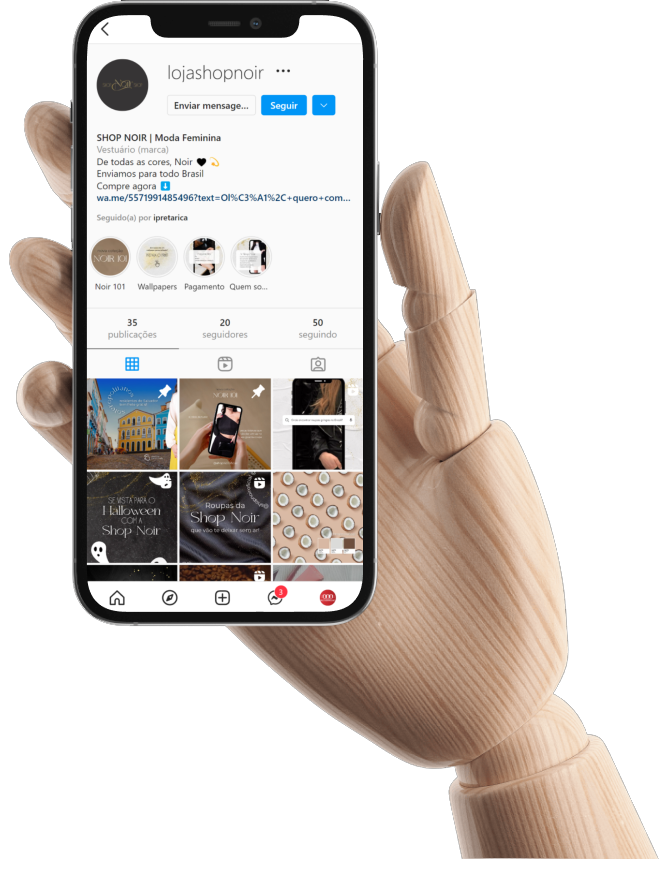 lojashopnoir
NOIR
Enviar mensage...
Seguir
SHOP NOIR | Moda Feminina
Vestuário (marca)
De todas as cores, Noir 🖤 💫
Enviamos para todo Brasil
Compre agora ⬇️
wa.me/5571991485496?text=Ol%C3%A1%2C+quero+com...
Seguido(a) por ipretarica
NOIR 101
Noir 101
Wallpapers
Pagamento
Quem so...
35
publicações
20
seguidores
50
seguindo
NOIR 101
SE VISTA PARA O
Halloween
COM A
Shop Noir
Roupas da
Shop Noir
que vão te deixar sem ar!
3